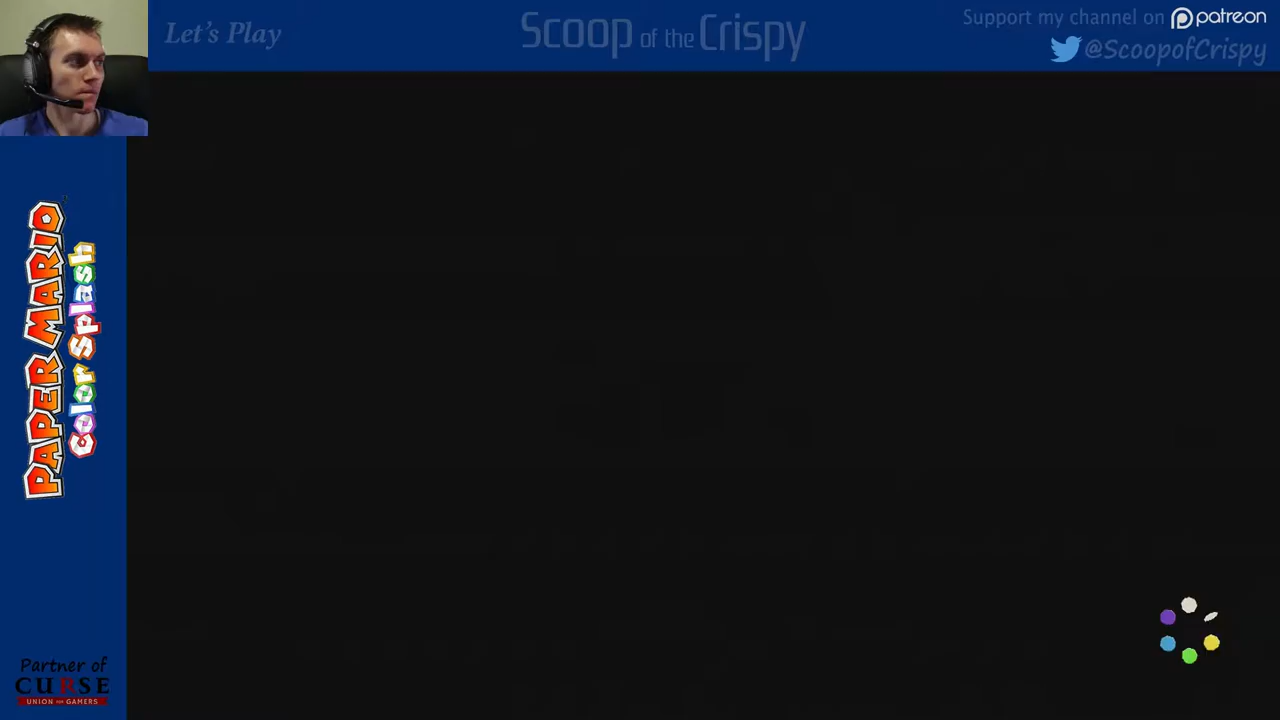 Let's Play
Scoop of the Crispy
Support my channel on patreon
@ScoopofCrispy
PAPER MARIO
Color Splash
Partner of
CURSE
UNION FOR GAMERS